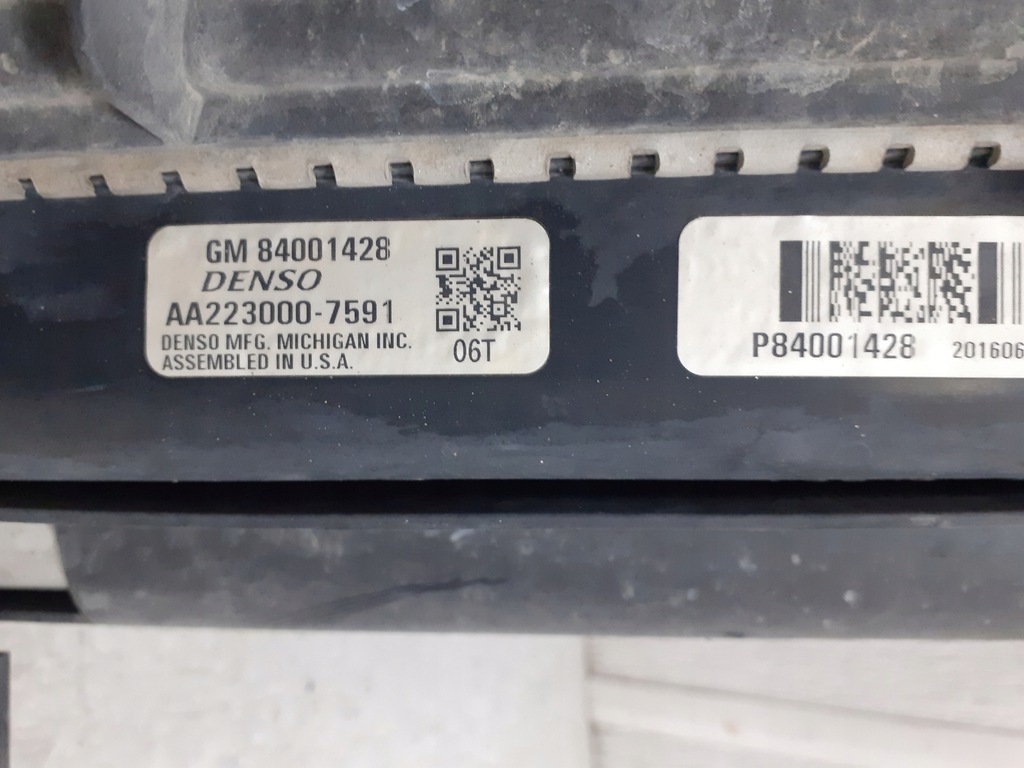 GM 84001428
DENSO
AA223000-7591
DENSO MFG. MICHIGAN INC.
ASSEMBLED IN U.S.A.
06T
P84001428 201606